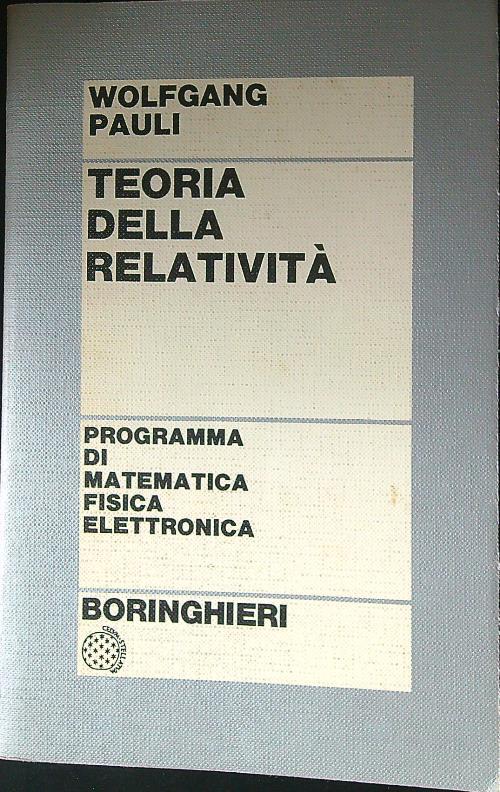 WOLFGANG
PAULI
TEORIA
DELLA
RELATIVITÀ
PROGRAMMA
DI
MATEMATICA
FISICA
ELETTRONICA
BORINGHIERI